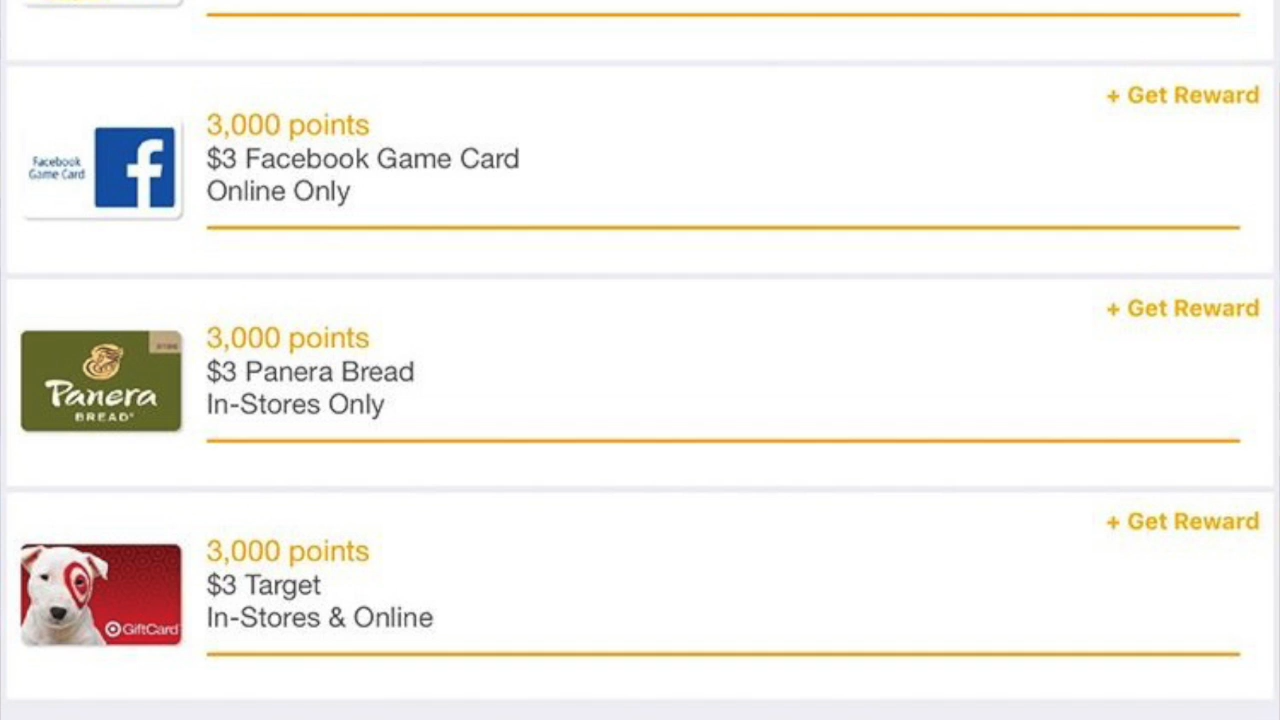 + Get Reward
Facebook
Game Card
3,000 points
$3 Facebook Game Card
Online Only
+ Get Reward
Panera
BREAD®
3,000 points
$3 Panera Bread
In-Stores Only
+ Get Reward
GiftCard
3,000 points
$3 Target
In-Stores & Online